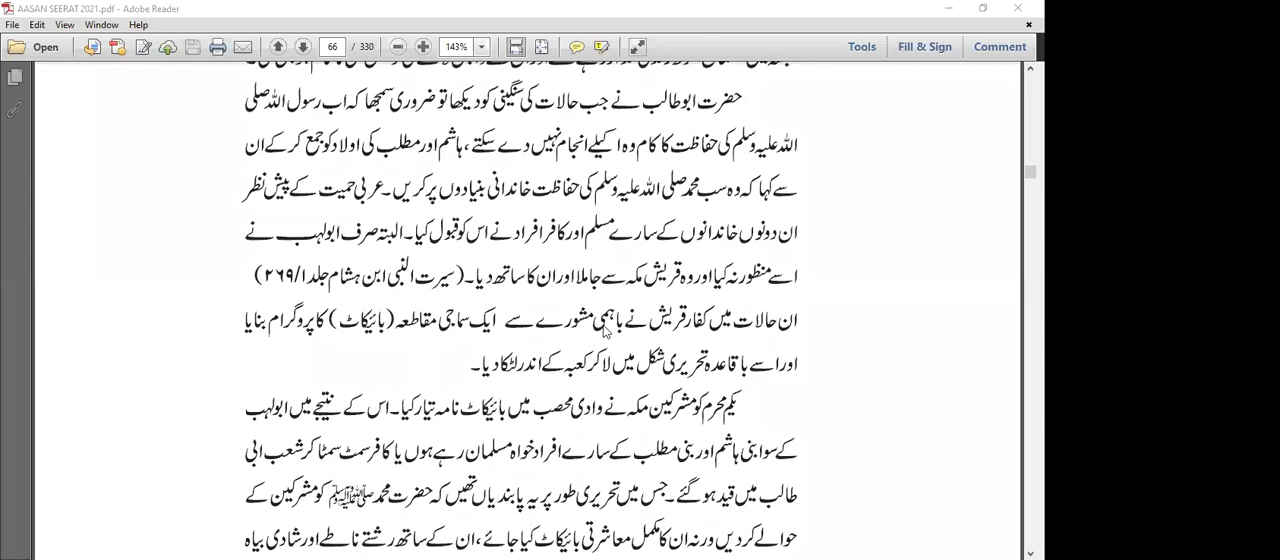 AASAN SEERAT 2021.pdf - Adobe Reader
File Edit View Window Help
Open 66 / 330 143% Tools Fill & Sign Comment
حضرت ابو طالب نے جب حالات کی سنگینی کو دیکھا تو ضروری سمجھا کہ اب رسول اللہ صلی
اللہ علیہ وسلم کی حفاظت کا کام وہ اکیلے انجام نہیں دے سکتے، ہاشم اور مطلب کی اولاد کو جمع کر کے ان
سے کہا کہ وہ سب محمد صلی اللہ علیہ وسلم کی حفاظت خاندانی بنیادوں پر کریں۔ عربی حمیت کے پیش نظر
ان دونوں خاندانوں کے سارے مسلم اور کافر افراد نے اس کو قبول کیا۔ البتہ صرف ابولہب نے
اسے منظور نہ کیا اور وہ قریش مکہ سے جا ملا اور ان کا ساتھ دیا۔ (سیرت النبی ابن ہشام جلد ۱/۲۶۹)
ان حالات میں کفار قریش نے باہمی مشورے سے ایک سماجی مقاطعہ (بائیکاٹ) کا پروگرام بنایا
اور اسے باقاعدہ تحریری شکل میں لا کر کعبہ کے اندر لٹکا دیا۔
یکم محرم کو مشرکین مکہ نے وادی محصب میں بائیکاٹ نامہ تیار کیا۔ اس کے نتیجے میں ابولہب
کے سوا بنی ہاشم اور بنی مطلب کے سارے افراد خواہ مسلمان رہے ہوں یا کافر سمٹ سمٹا کر شعب ابی
طالب میں قید ہو گئے۔ جس میں تحریری طور پر یہ پابندیاں تھیں کہ حضرت محمد ﷺ کو مشرکین کے
حوالے کر دیں ورنہ ان کا مکمل معاشرتی بائیکاٹ کیا جائے، ان کے ساتھ رشتے ناطے اور شادی بیاہ